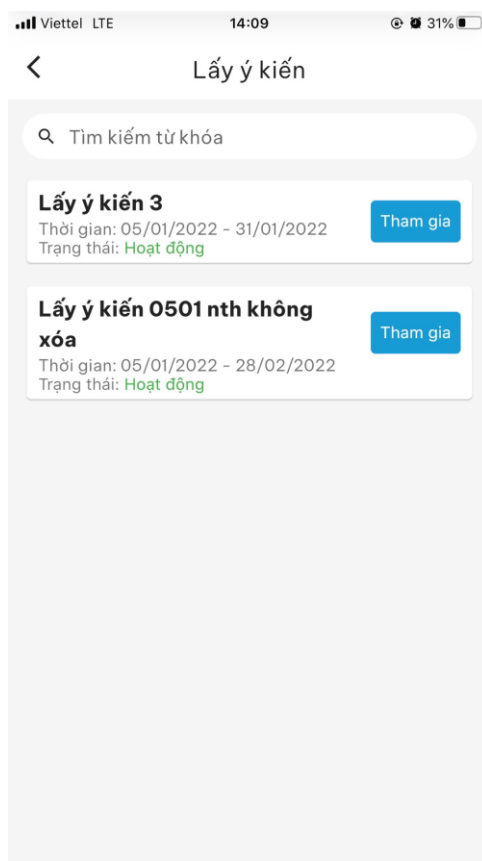 Viettel LTE 14:09 31%
Lấy ý kiến
Tìm kiếm từ khóa
Lấy ý kiến 3
Thời gian: 05/01/2022 - 31/01/2022
Trạng thái: Hoạt động
Tham gia
Lấy ý kiến 0501 nth không
xóa
Thời gian: 05/01/2022 - 28/02/2022
Trạng thái: Hoạt động
Tham gia